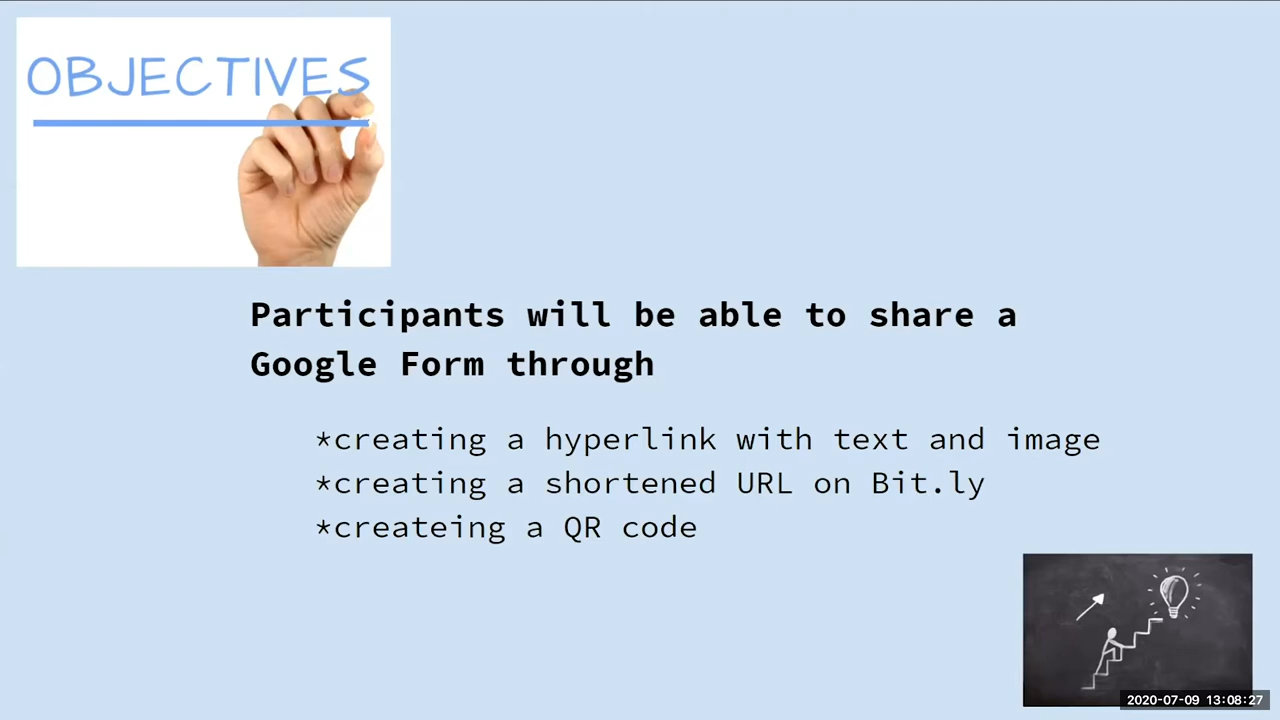 OBJECTIVES
Participants will be able to share a
Google Form through
*creating a hyperlink with text and image
*creating a shortened URL on Bit.ly
*createing a QR code
2020-07-09 13:08:27